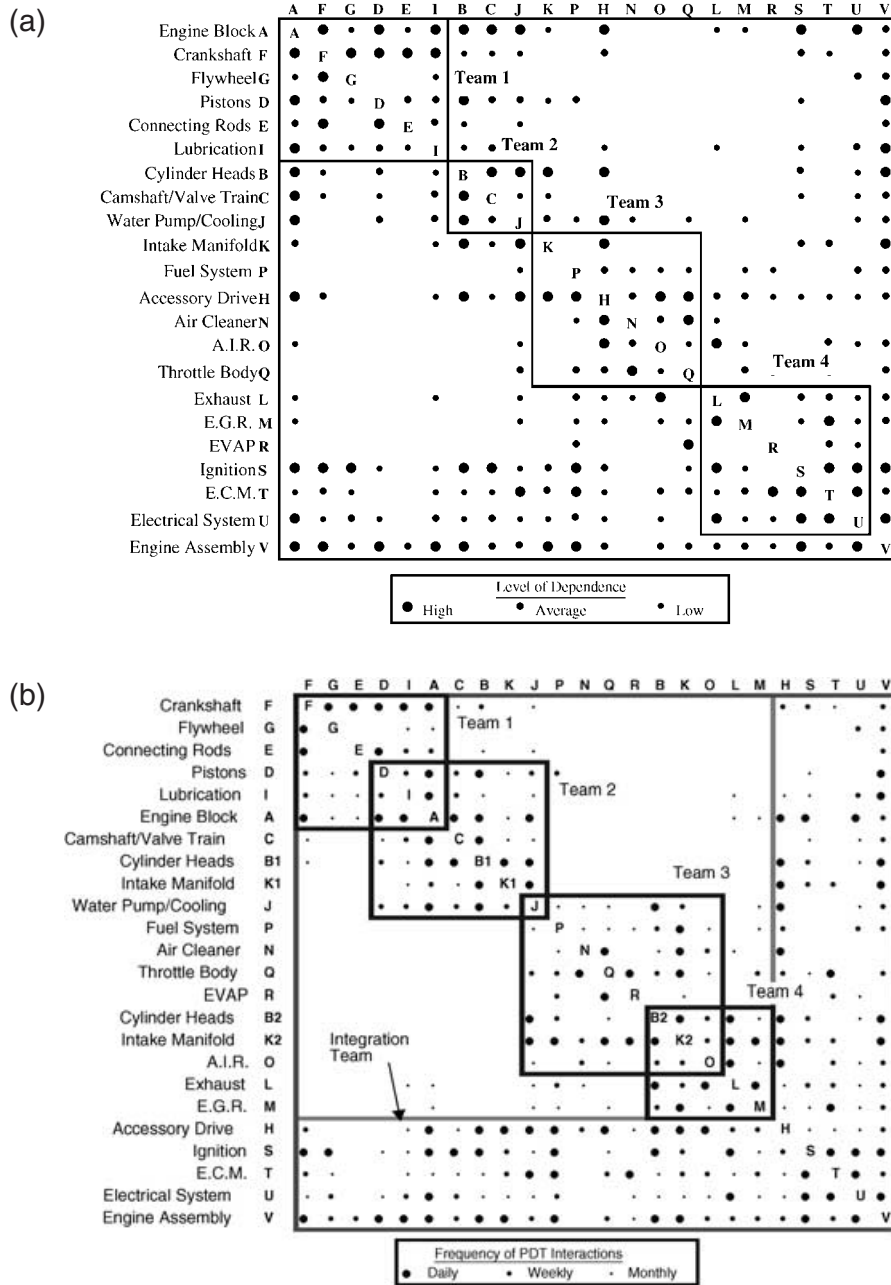 (a)
A F G D E I B C J K P H N O Q L M R S T U V
Engine Block A A
Crankshaft F F
Flywheel G G Team 1
Pistons D D
Connecting Rods E E
Lubrication I I Team 2
Cylinder Heads B B
Camshaft/Valve Train C C Team 3
Water Pump/Cooling J J
Intake Manifold K K
Fuel System P P
Accessory Drive H H
Air Cleaner N N
A.I.R. O O Team 4
Throttle Body Q Q
Exhaust L L
E.G.R. M M
EVAP R R
Ignition S S
E.C.M. T T
Electrical System U U
Engine Assembly V V
Level of Dependence
High Average Low
(b)
F G E D I A C B K J P N Q R B K O L M H S T U V
Crankshaft F F
Flywheel G G Team 1
Connecting Rods E E
Pistons D D
Lubrication I I Team 2
Engine Block A A
Camshaft/Valve Train C C
Cylinder Heads B1 B1
Intake Manifold K1 K1 Team 3
Water Pump/Cooling J J
Fuel System P P
Air Cleaner N N
Throttle Body Q Q
EVAP R R Team 4
Cylinder Heads B2 B2
Intake Manifold K2 Integration K2
A.I.R. O Team O
Exhaust L L
E.G.R. M M
Accessory Drive H H
Ignition S S
E.C.M. T T
Electrical System U U
Engine Assembly V V
Frequency of PDT Interactions
Daily Weekly Monthly